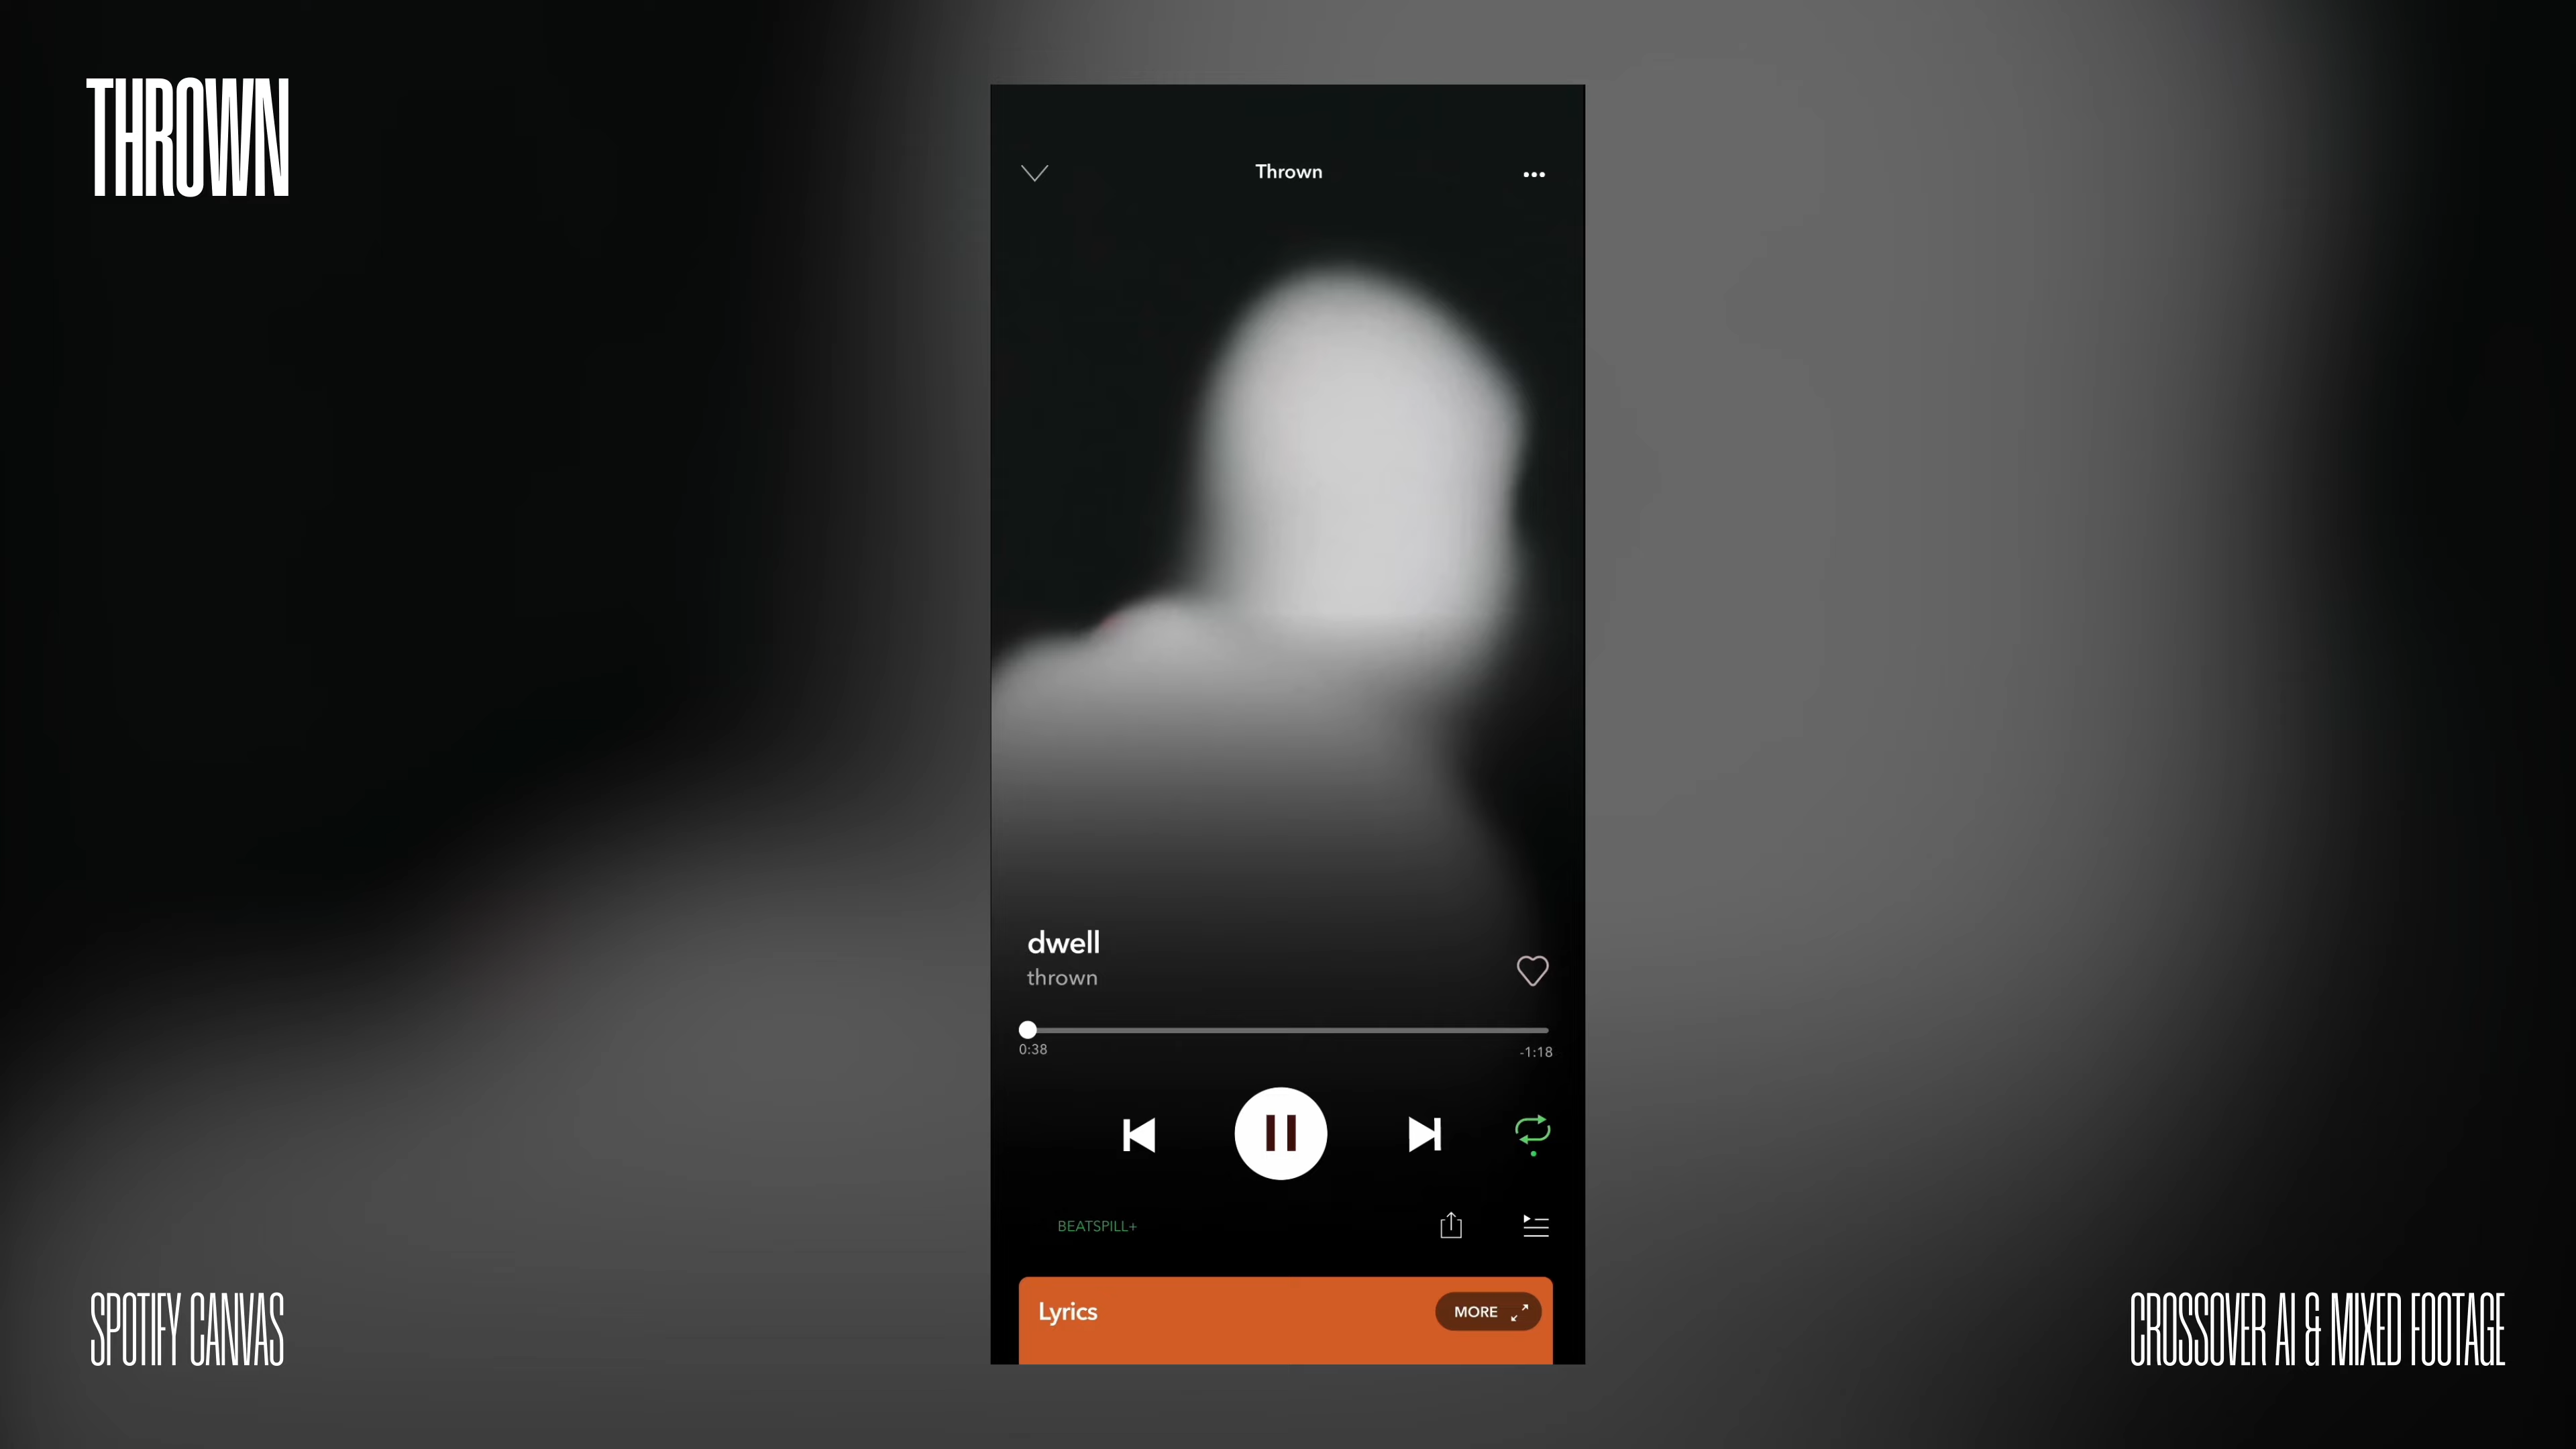 THROWN
Thrown
dwell
thrown
0:38
-1:18
BEATSPILL+
Lyrics
MORE
SPOTIFY CANVAS
CROSSOVER AI & MIXED FOOTAGE